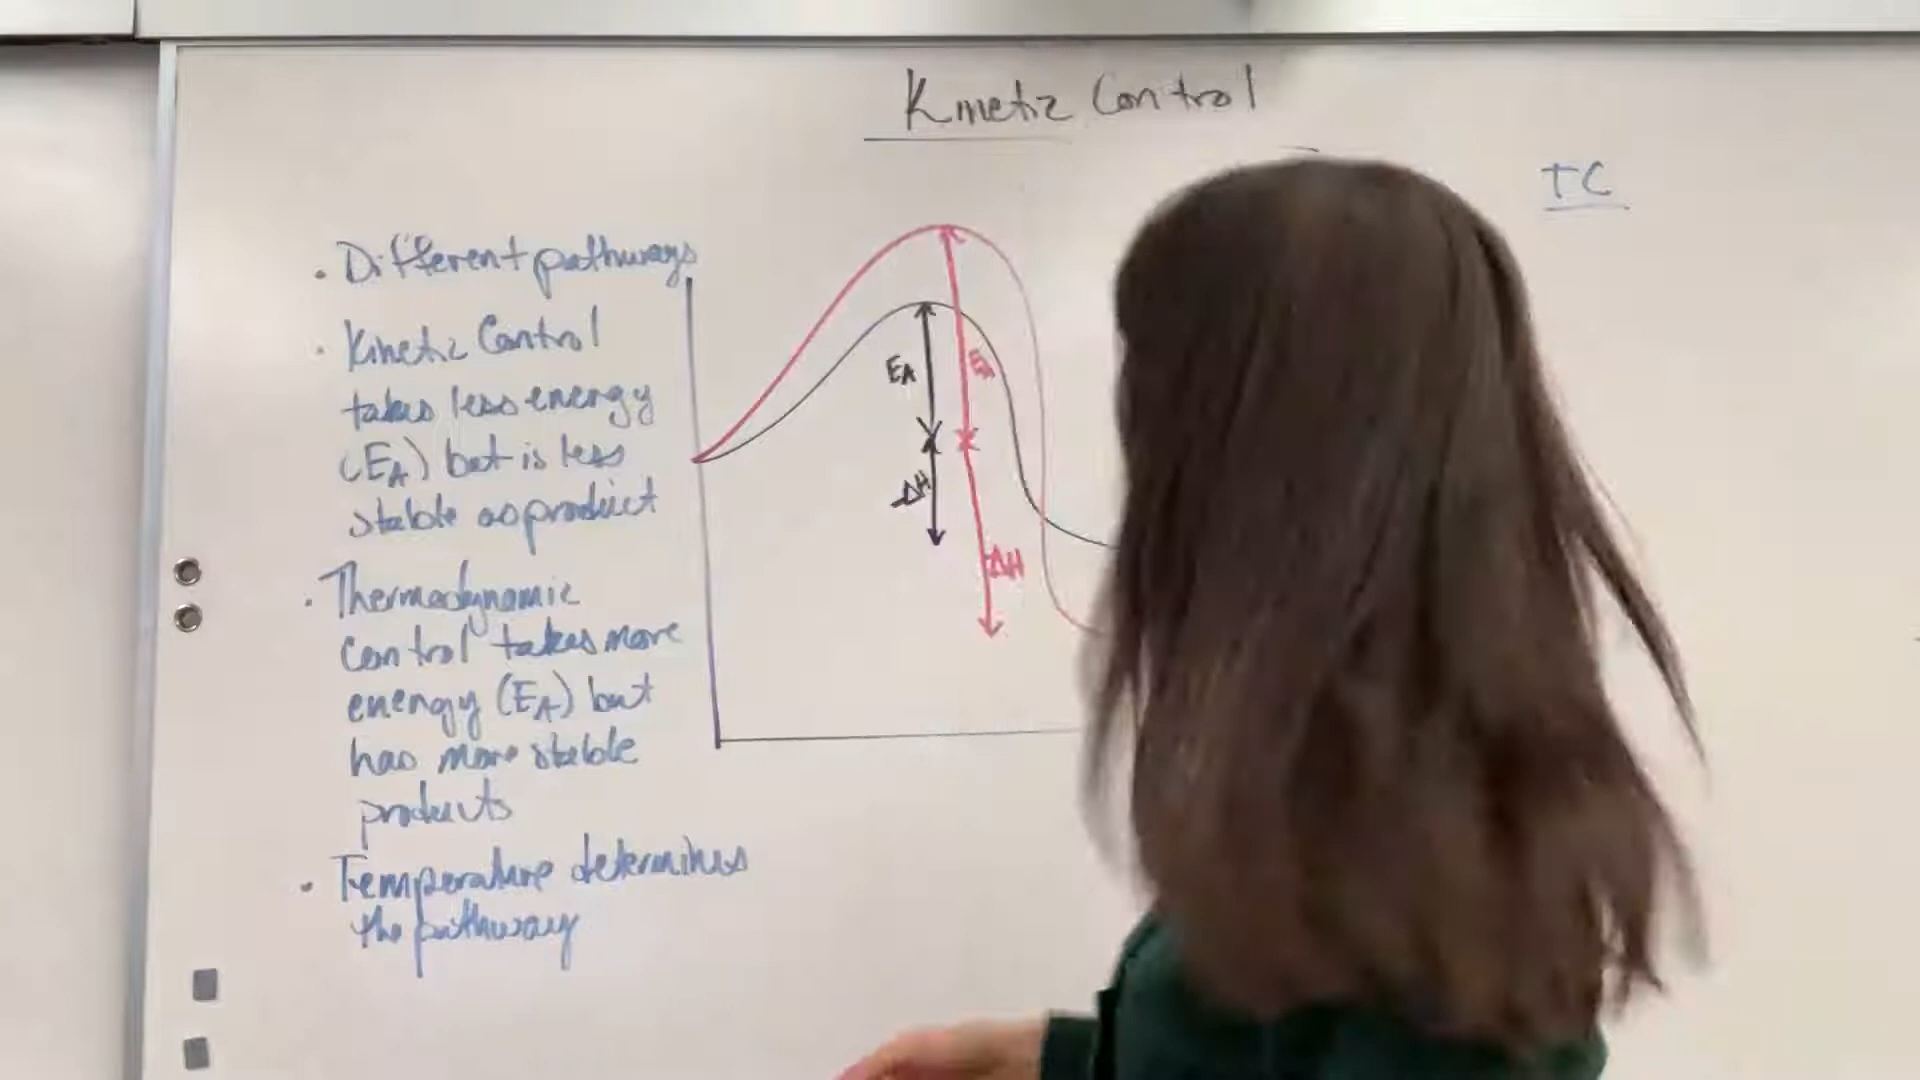 Kinetic Control
TC
• Different pathways
• Kinetic Control
takes less energy
(EA) but is less
stable as product
• Thermodynamic
Control takes more
energy (EA) but
has more stable
products
• Temperature determines
the pathway
EA
EA
ΔH
ΔH